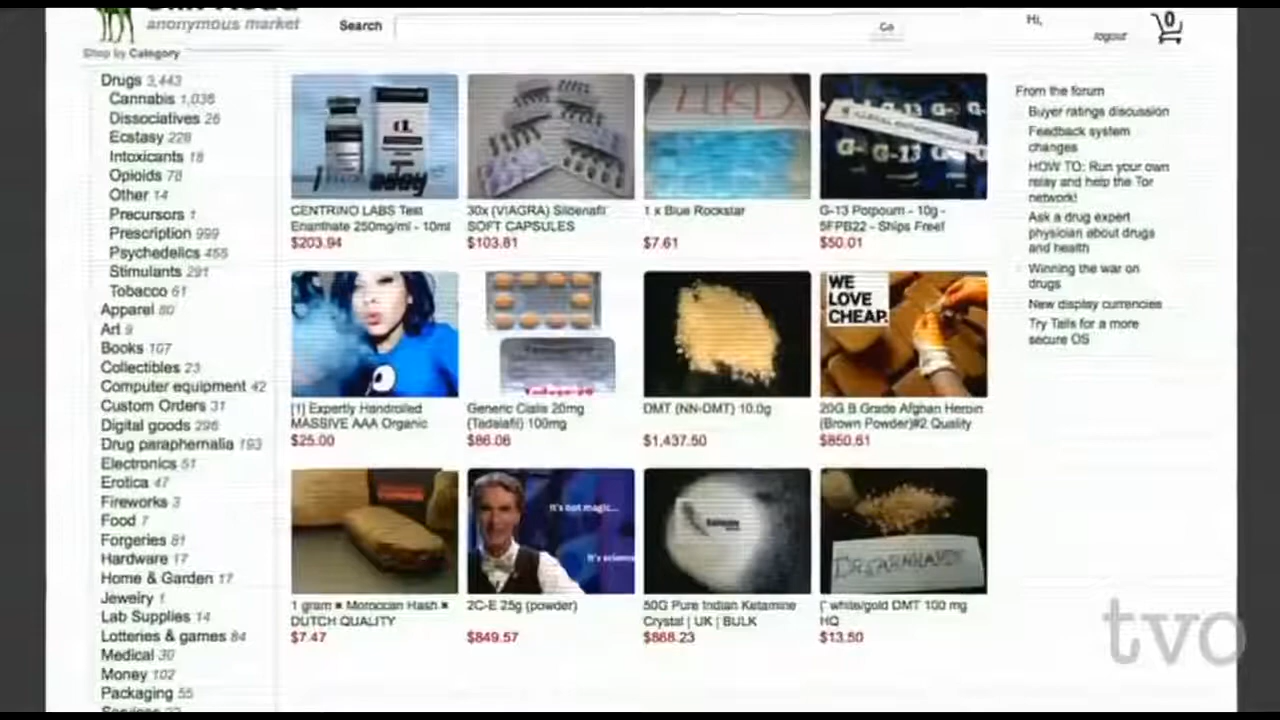 anonymous market
Search
Go
Hi,
logout
0
Shop by Category
Drugs 3,443
Cannabis 1,036
Dissociatives 26
Ecstasy 228
Intoxicants 18
Opioids 78
Other 14
Precursors 1
Prescription 999
Psychedelics 455
Stimulants 291
Tobacco 61
Apparel 80
Art 9
Books 107
Collectibles 23
Computer equipment 42
Custom Orders 31
Digital goods 296
Drug paraphernalia 193
Electronics 51
Erotica 47
Fireworks 3
Food 7
Forgeries 81
Hardware 17
Home & Garden 17
Jewelry 1
Lab Supplies 14
Lotteries & games 84
Medical 30
Money 102
Packaging 55
CENTRINO LABS Test
Enanthate 250mg/ml - 10ml
$203.94
30x (VIAGRA) Sildenafil
SOFT CAPSULES
$103.81
1 x Blue Rockstar
$7.61
G-13
G-13 Potpourri - 10g -
5FPB22 - Ships Free!
$50.01
[1] Expertly Handrolled
MASSIVE AAA Organic
$25.00
Generic Cialis 20mg
(Tadalafil) 100mg
$86.06
DMT (NN-DMT) 10.0g
$1,437.50
WE
LOVE
CHEAP.
20G B Grade Afghan Heroin
(Brown Powder)#2 Quality
$850.61
1 gram × Moroccan Hash ×
DUTCH QUALITY
$7.47
It's not magic...
It's science
2C-E 25g (powder)
$849.57
50G Pure Indian Ketamine
Crystal | UK | BULK
$868.23
(* white/gold DMT 100 mg
HQ
$13.50
From the forum
Buyer ratings discussion
Feedback system
changes
HOW TO: Run your own
relay and help the Tor
network!
Ask a drug expert
physician about drugs
and health
Winning the war on
drugs
New display currencies
Try Tails for a more
secure OS
tvo